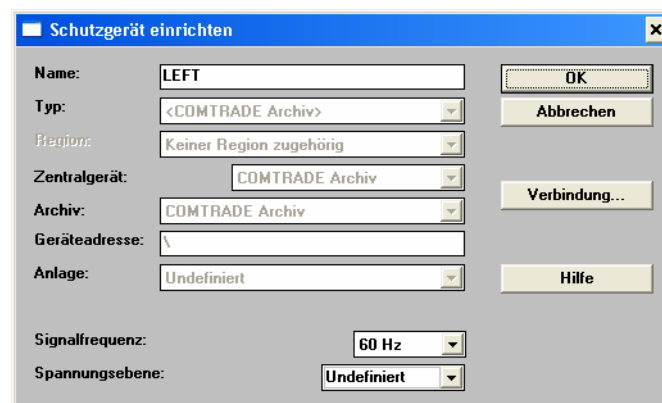 Schutzgerät einrichten
Name: LEFT
OK
Typ: <COMTRADE Archiv>
Abbrechen
Region: Keiner Region zugehörig
Zentralgerät: COMTRADE Archiv
Verbindung...
Archiv: COMTRADE Archiv
Geräteadresse: \
Anlage: Undefiniert
Hilfe
Signalfrequenz: 60 Hz
Spannungsebene: Undefiniert